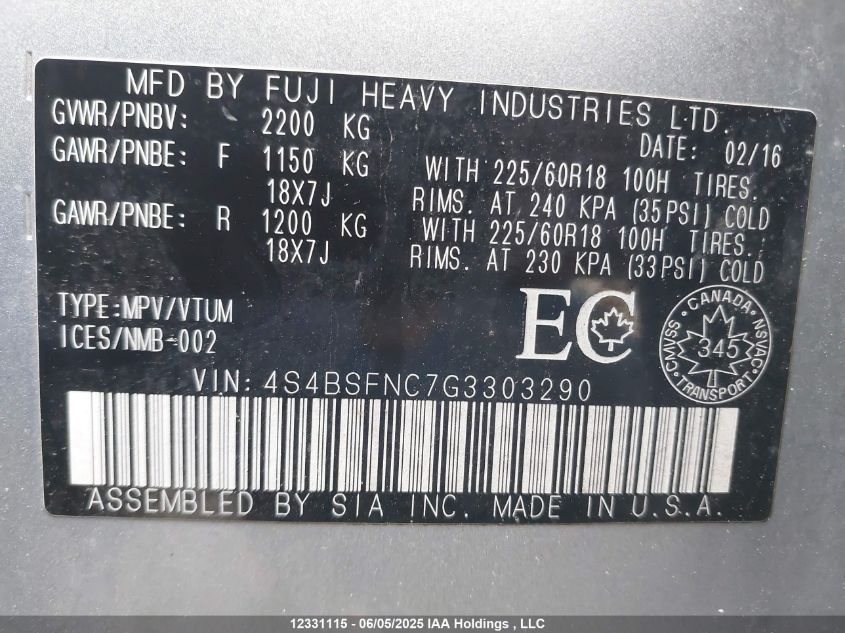 MFD BY FUJI HEAVY INDUSTRIES LTD.
GVWR/PNBV: 2200 KG DATE: 02/16
GAWR/PNBE: F 1150 KG WITH 225/60R18 100H TIRES.
18X7J RIMS. AT 240 KPA (35PSI) COLD
GAWR/PNBE: R 1200 KG WITH 225/60R18 100H TIRES.
18X7J RIMS. AT 230 KPA (33PSI) COLD
TYPE:MPV/VTUM
ICES/NMB-002
EC
CANADA
CMVSS 345 NSVAC
TRANSPORT
VIN: 4S4BSFNC7G3303290
ASSEMBLED BY SIA INC. MADE IN U.S.A.
12331115 - 06/05/2025 IAA Holdings , LLC